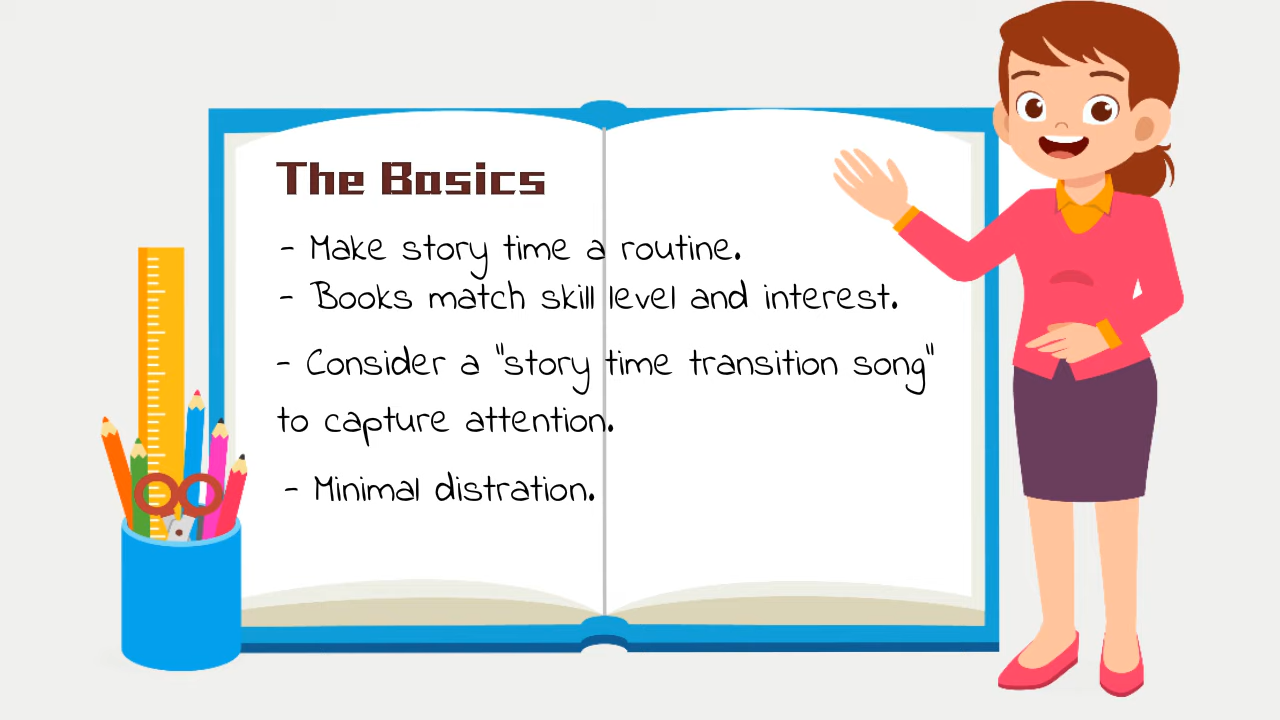 The Basics
- Make story time a routine.
- Books match skill level and interest.
- Consider a "story time transition song"
to capture attention.
- Minimal distration.